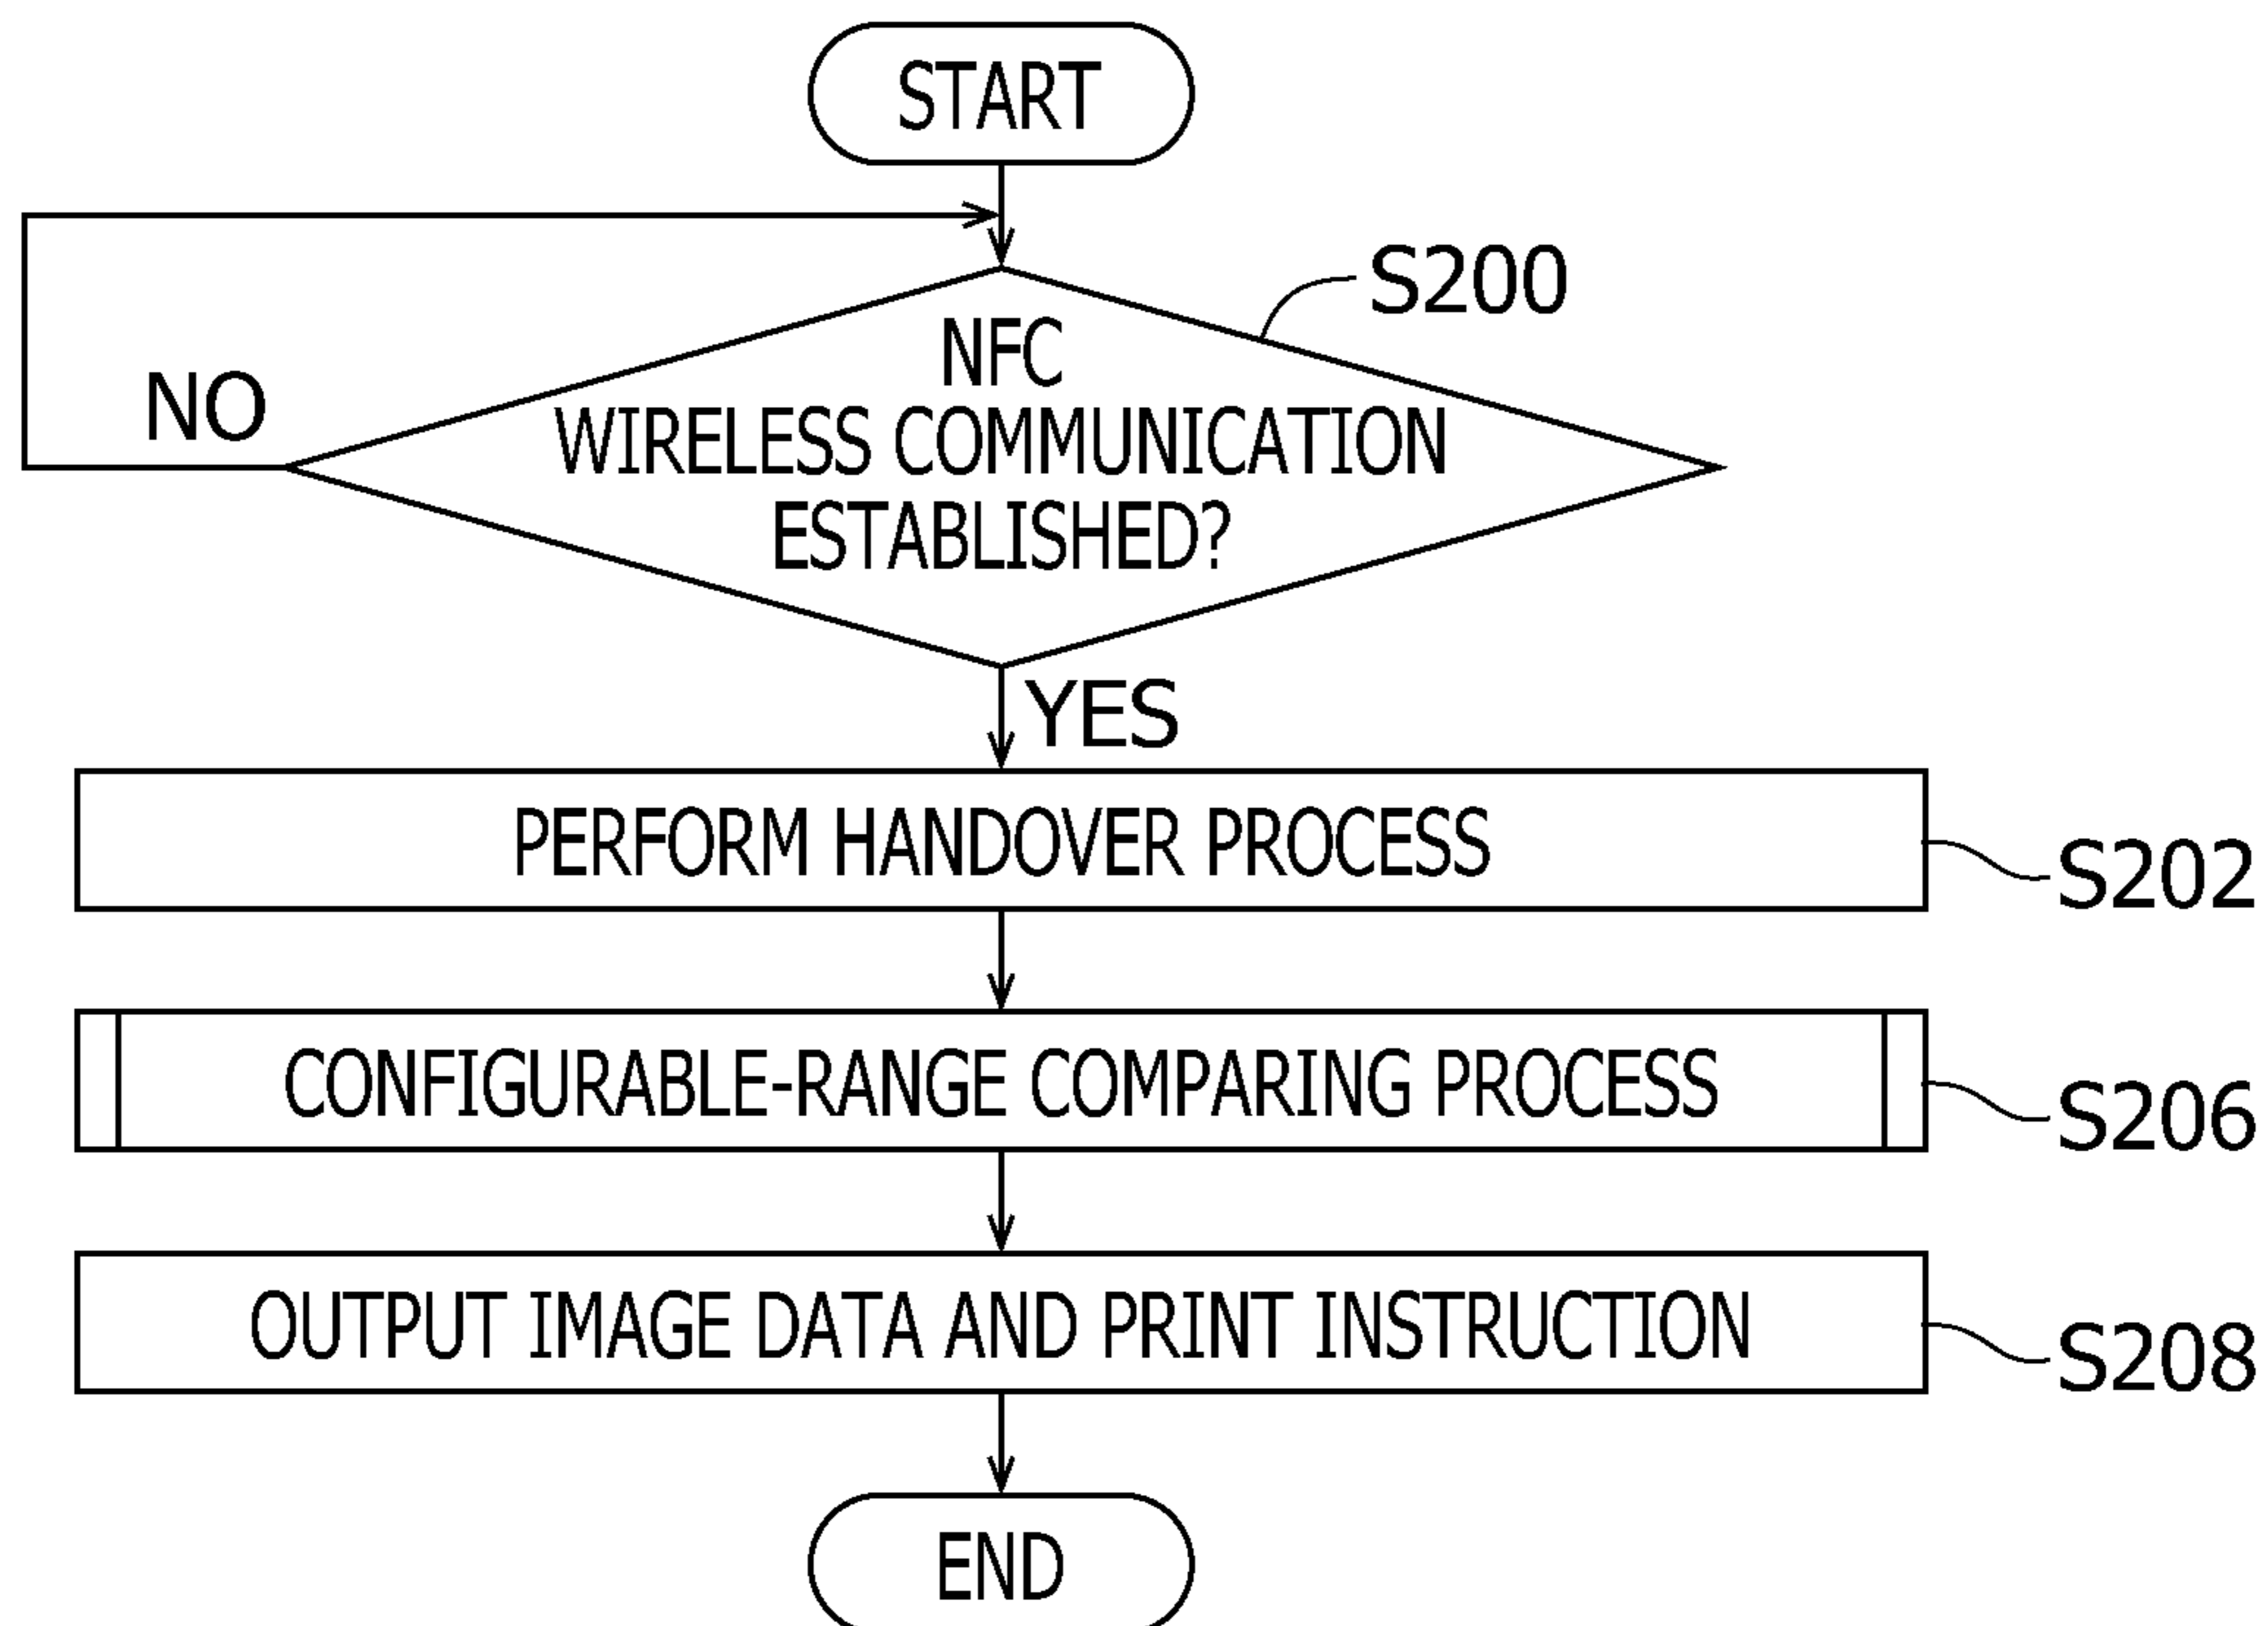 START
S200
NFC
WIRELESS COMMUNICATION
ESTABLISHED?
NO
YES
PERFORM HANDOVER PROCESS
S202
CONFIGURABLE-RANGE COMPARING PROCESS
S206
OUTPUT IMAGE DATA AND PRINT INSTRUCTION
S208
END